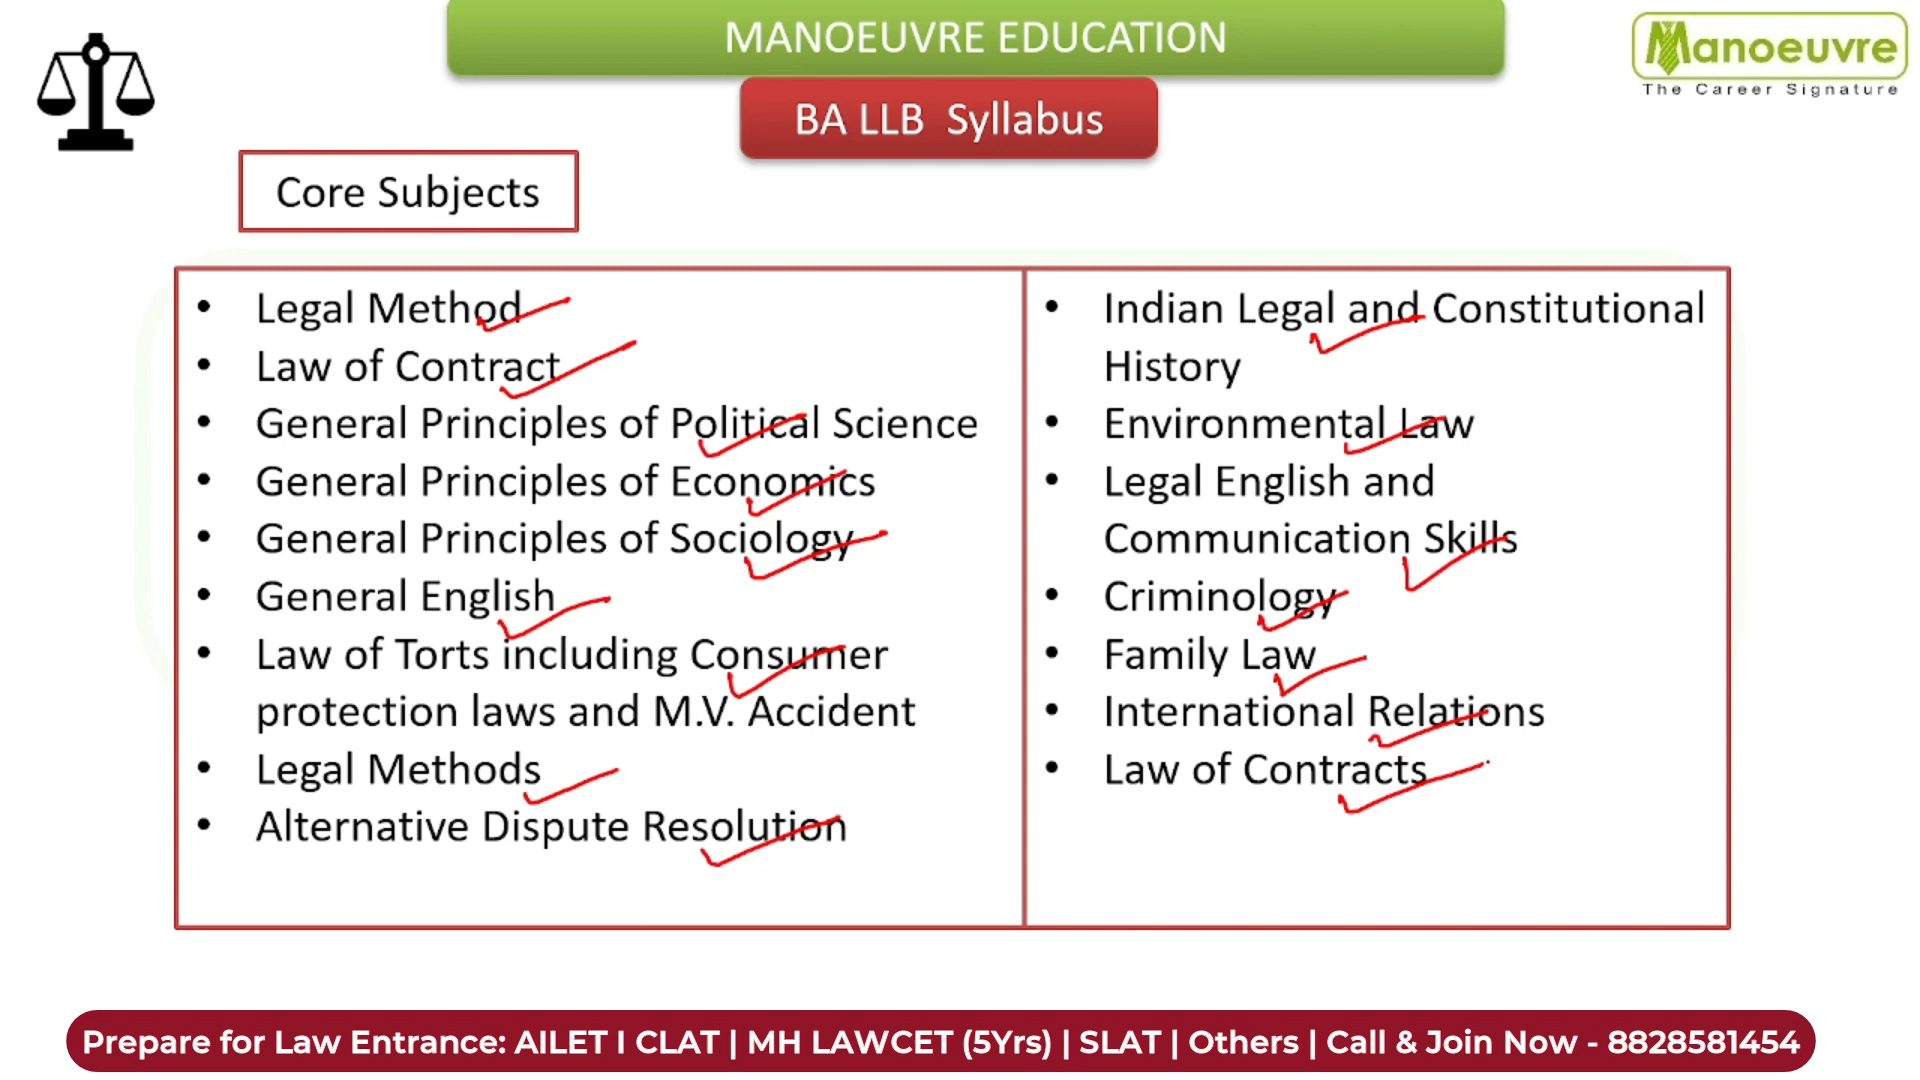 MANOEUVRE EDUCATION
Manoeuvre
The Career Signature
BA LLB Syllabus
Core Subjects
• Legal Method
• Law of Contract
• General Principles of Political Science
• General Principles of Economics
• General Principles of Sociology
• General English
• Law of Torts including Consumer
protection laws and M.V. Accident
• Legal Methods
• Alternative Dispute Resolution
• Indian Legal and Constitutional
History
• Environmental Law
• Legal English and
Communication Skills
• Criminology
• Family Law
• International Relations
• Law of Contracts
Prepare for Law Entrance: AILET I CLAT | MH LAWCET (5Yrs) | SLAT | Others | Call & Join Now - 8828581454